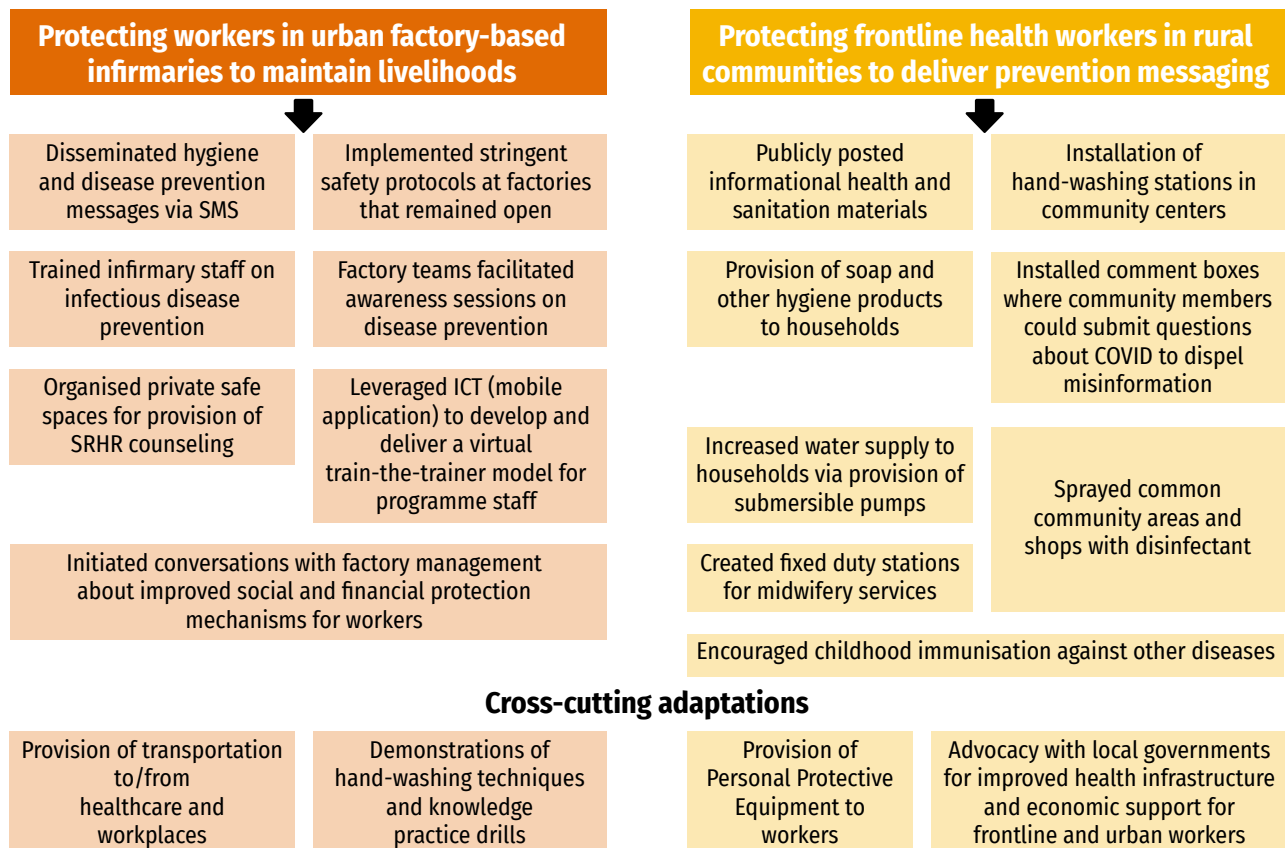 Protecting workers in urban factory-based
infirmaries to maintain livelihoods
Disseminated hygiene
and disease prevention
messages via SMS
Implemented stringent
safety protocols at factories
that remained open
Trained infirmary staff on
infectious disease
prevention
Factory teams facilitated
awareness sessions on
disease prevention
Organised private safe
spaces for provision of
SRHR counseling
Leveraged ICT (mobile
application) to develop and
deliver a virtual
train-the-trainer model for
programme staff
Initiated conversations with factory management
about improved social and financial protection
mechanisms for workers
Protecting frontline health workers in rural
communities to deliver prevention messaging
Publicly posted
informational health and
sanitation materials
Installation of
hand-washing stations in
community centers
Provision of soap and
other hygiene products
to households
Installed comment boxes
where community members
could submit questions
about COVID to dispel
misinformation
Increased water supply to
households via provision of
submersible pumps
Sprayed common
community areas and
shops with disinfectant
Created fixed duty stations
for midwifery services
Encouraged childhood immunisation against other diseases
Cross-cutting adaptations
Provision of transportation
to/from
healthcare and
workplaces
Demonstrations of
hand-washing techniques
and knowledge
practice drills
Provision of
Personal Protective
Equipment to
workers
Advocacy with local governments
for improved health infrastructure
and economic support for
frontline and urban workers